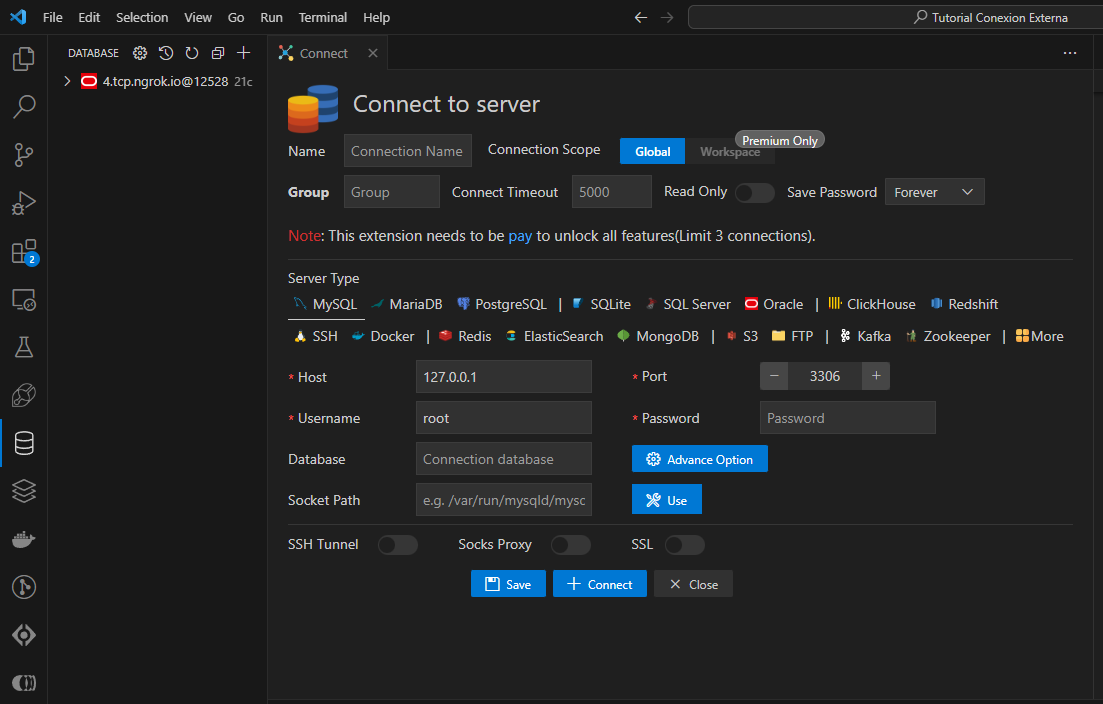 File Edit Selection View Go Run Terminal Help Tutorial Conexion Externa
DATABASE
4.tcp.ngrok.io@12528 21c
2
Connect
Connect to server
Name Connection Name Connection Scope Global Workspace Premium Only
Group Group Connect Timeout 5000 Read Only Save Password Forever
Note: This extension needs to be pay to unlock all features(Limit 3 connections).
Server Type
MySQL MariaDB PostgreSQL | SQLite SQL Server Oracle | ClickHouse Redshift
SSH Docker | Redis ElasticSearch MongoDB | S3 FTP | Kafka Zookeeper | More
* Host 127.0.0.1 * Port − 3306 +
* Username root * Password Password
Database Connection database Advance Option
Socket Path e.g. /var/run/mysqld/mysc Use
SSH Tunnel Socks Proxy SSL
Save Connect Close